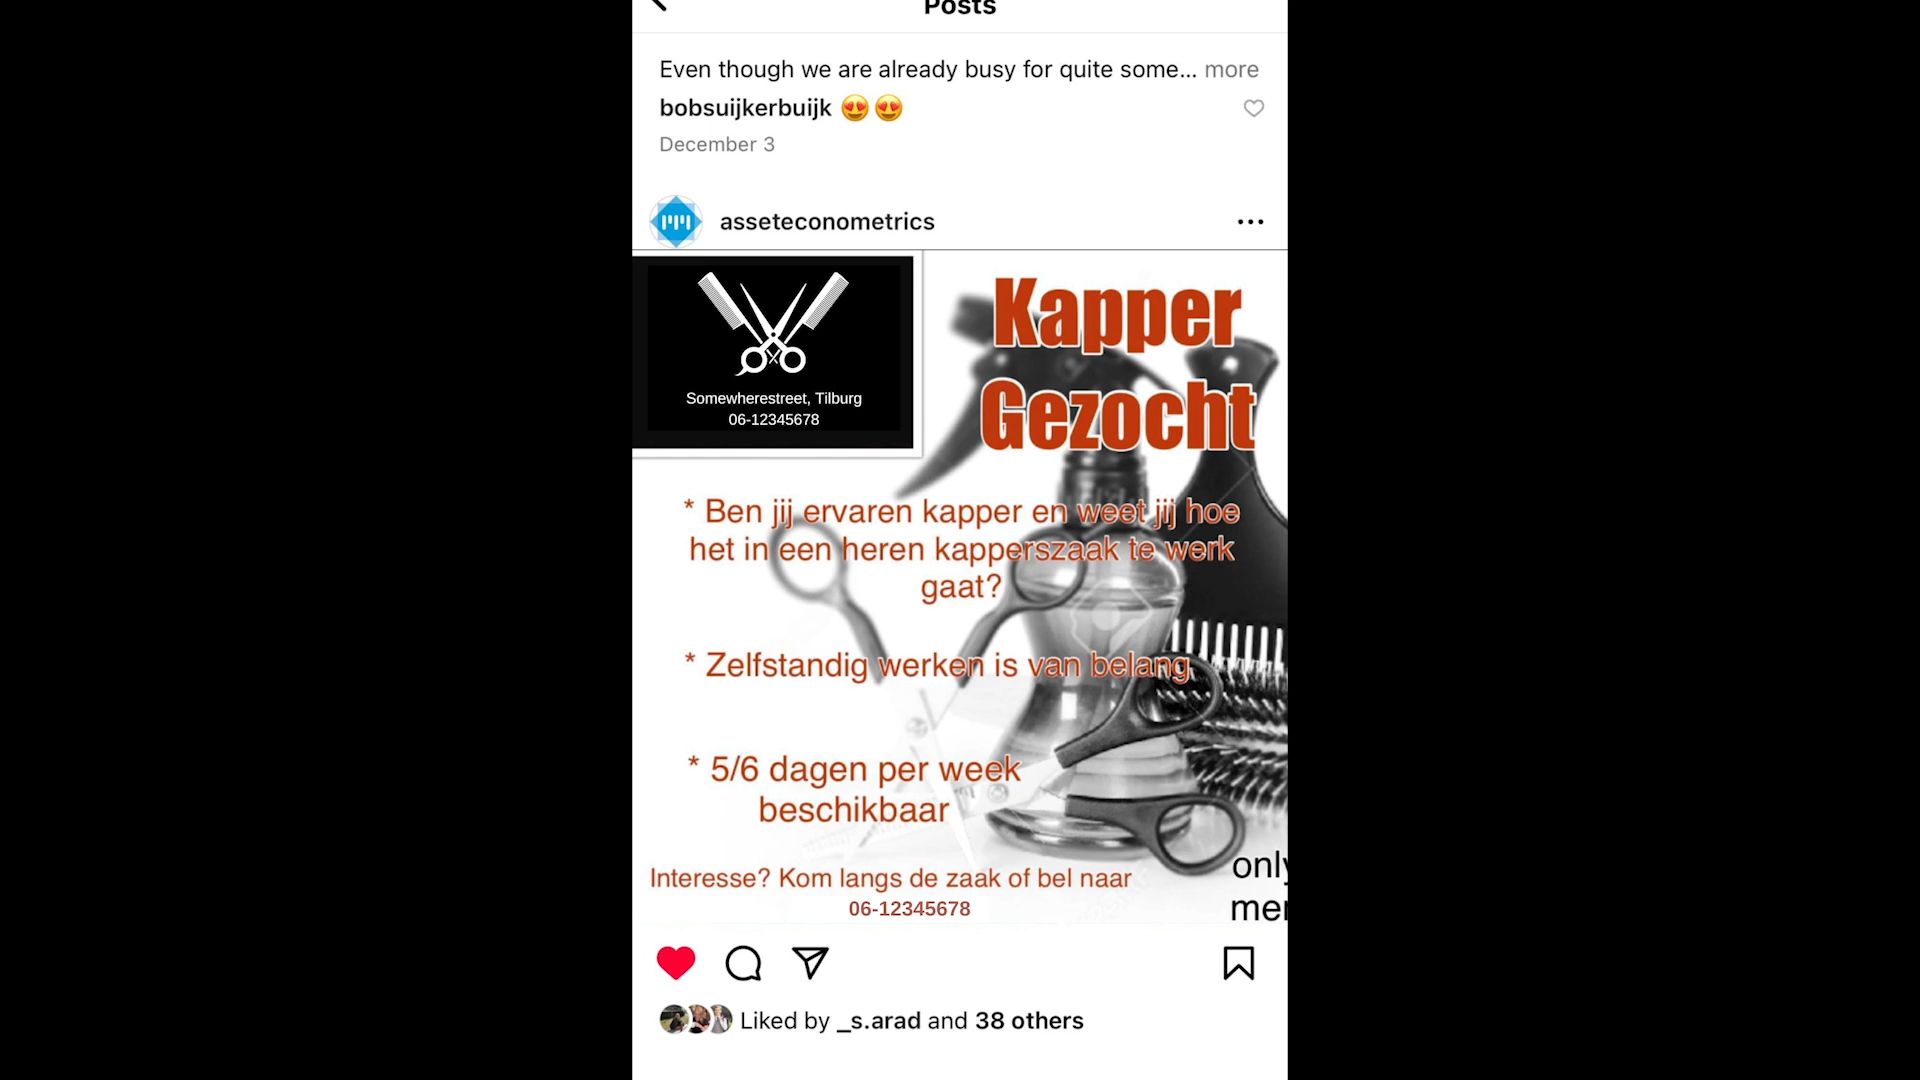 Posts
Even though we are already busy for quite some... more
bobsuijkerbuijk 😍😍
December 3
asseteconometrics
Somewherestreet, Tilburg
06-12345678
Kapper
Gezocht
* Ben jij ervaren kapper en weet jij hoe
het in een heren kapperszaak te werk
gaat?
* Zelfstandig werken is van belang
* 5/6 dagen per week
beschikbaar
Interesse? Kom langs de zaak of bel naar
06-12345678
only
Liked by _s.arad and 38 others